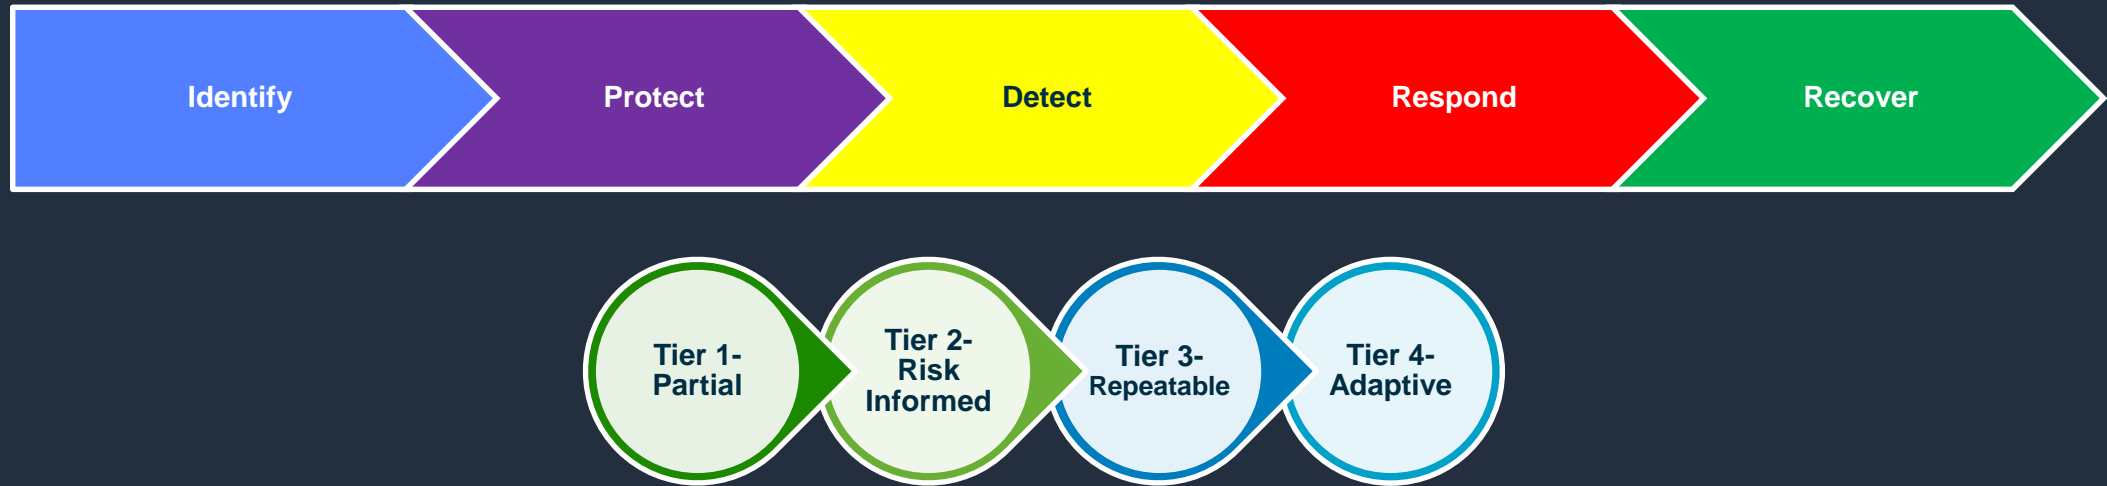 Identify
Protect
Detect
Respond
Recover
Tier 1-
Partial
Tier 2-
Risk
Informed
Tier 3-
Repeatable
Tier 4-
Adaptive